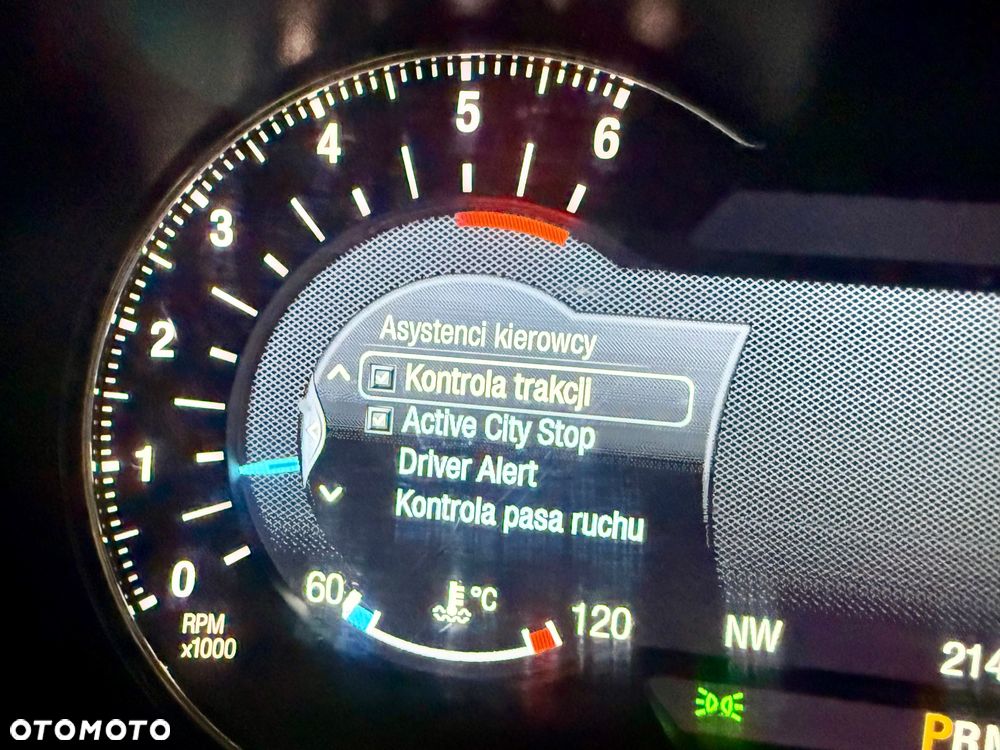 6
5
4
3
2
1
0
RPM
x1000
Asystenci kierowcy
Kontrola trakcji
Active City Stop
Driver Alert
Kontrola pasa ruchu
60
°C
120
NW
214
PRN
OTOMOTO